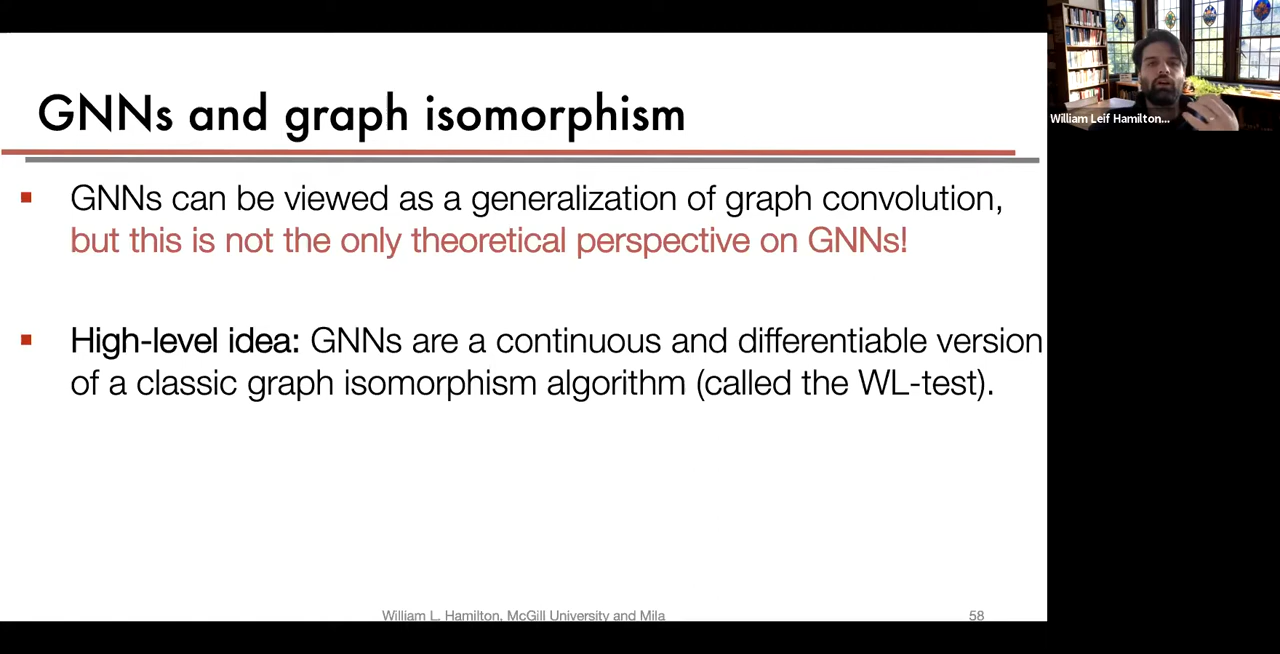 GNNs and graph isomorphism
GNNs can be viewed as a generalization of graph convolution,
but this is not the only theoretical perspective on GNNs!
High-level idea: GNNs are a continuous and differentiable version
of a classic graph isomorphism algorithm (called the WL-test).
William L. Hamilton, McGill University and Mila
58
William Leif Hamilton...